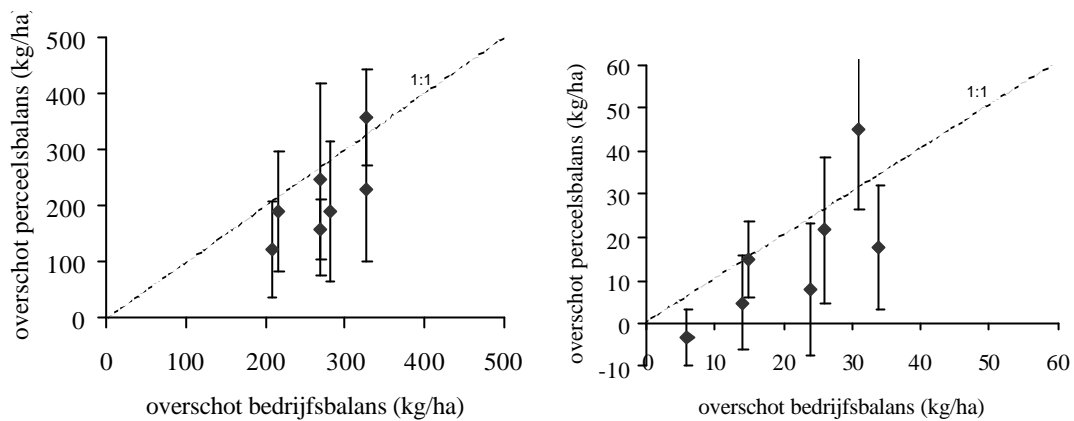 overschot perceelsbalans (kg/ha)
500
400
300
200
100
0
1:1
0 100 200 300 400 500
overschot bedrijfsbalans (kg/ha)
overschot perceelsbalans (kg/ha)
60
50
40
30
20
10
0
-10
1:1
0 10 20 30 40 50 60
overschot bedrijfsbalans (kg/ha)